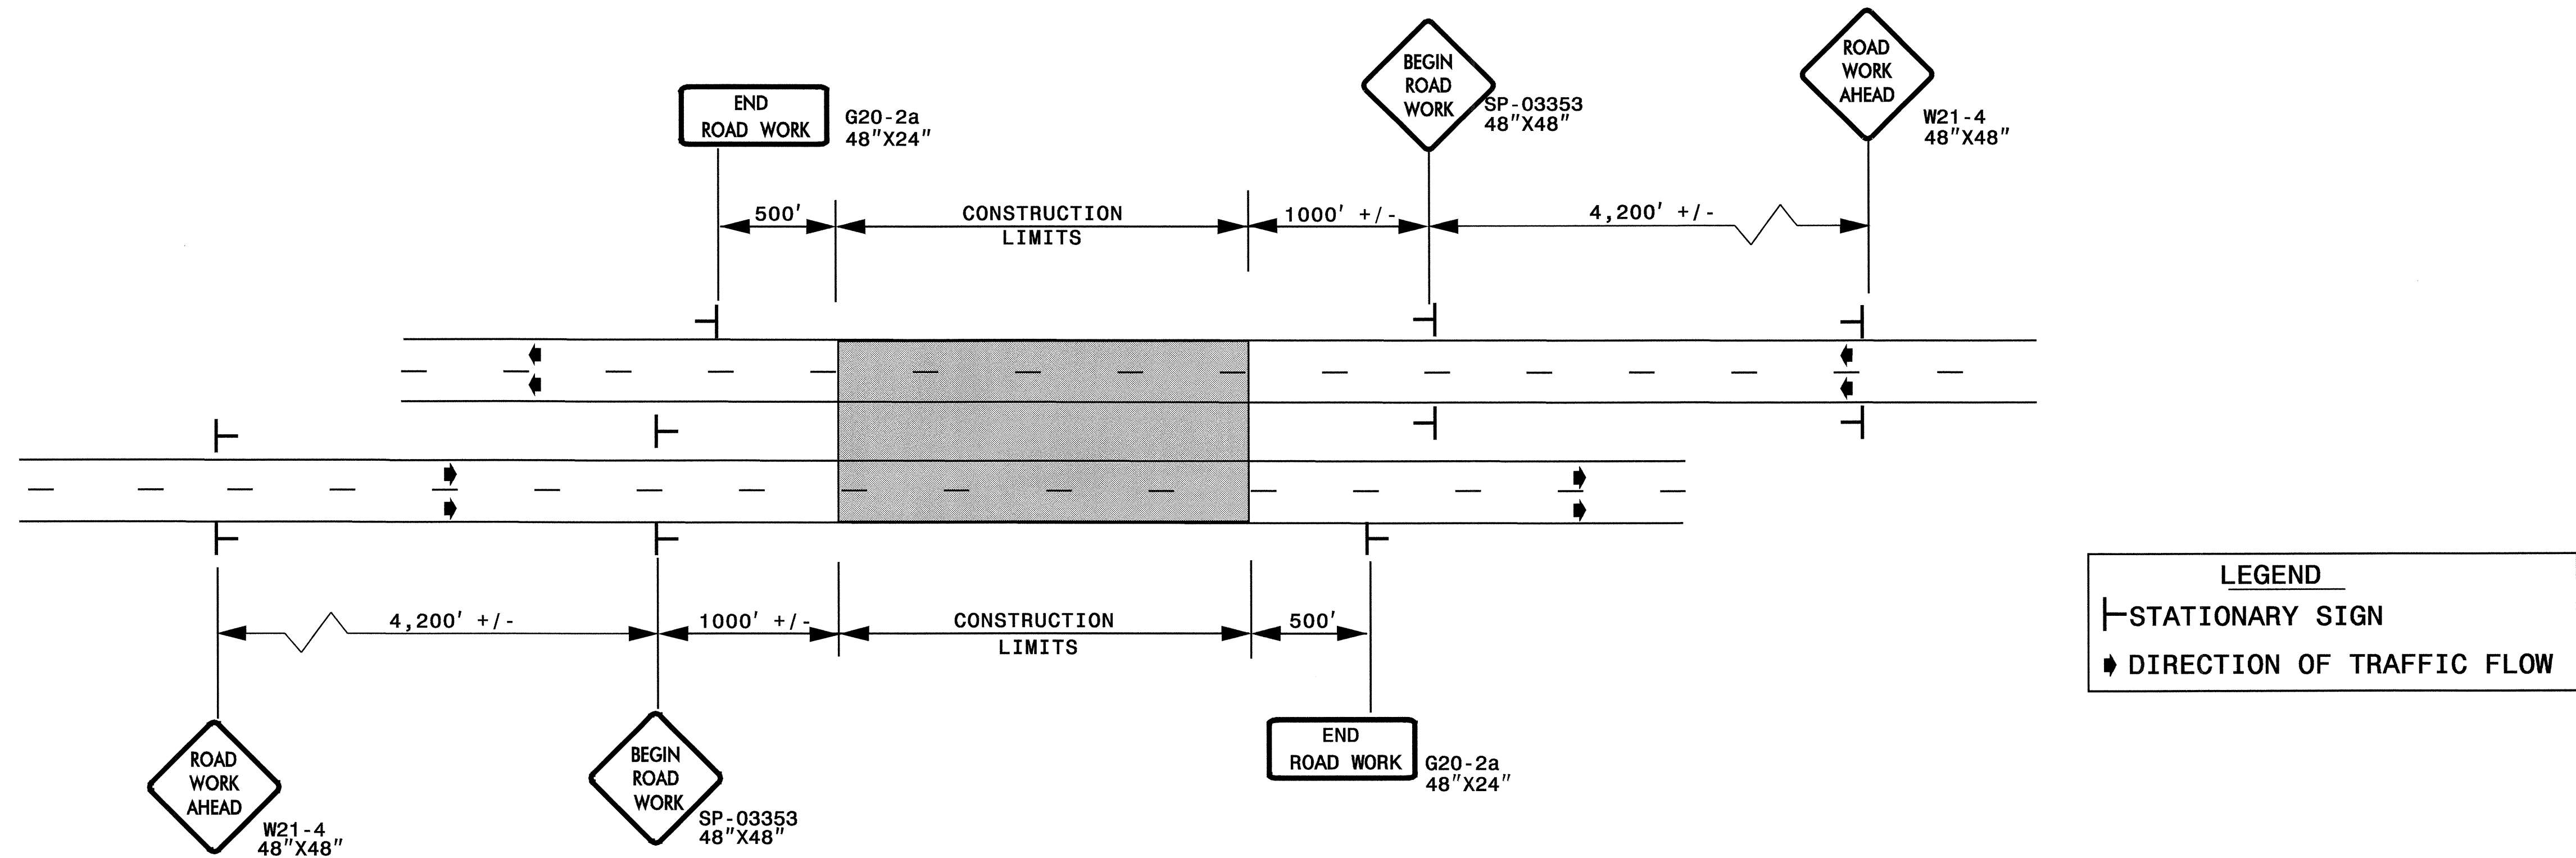 BEGIN
ROAD
WORK
SP-03353
48"X48"
ROAD
WORK
AHEAD
W21-4
48"X48"
END
ROAD WORK
G20-2a
48"X24"
500'
CONSTRUCTION
LIMITS
1000' +/-
4,200' +/-
4,200' +/-
1000' +/-
CONSTRUCTION
LIMITS
500'
LEGEND
STATIONARY SIGN
DIRECTION OF TRAFFIC FLOW
ROAD
WORK
AHEAD
W21-4
48"X48"
BEGIN
ROAD
WORK
SP-03353
48"X48"
END
ROAD WORK
G20-2a
48"X24"